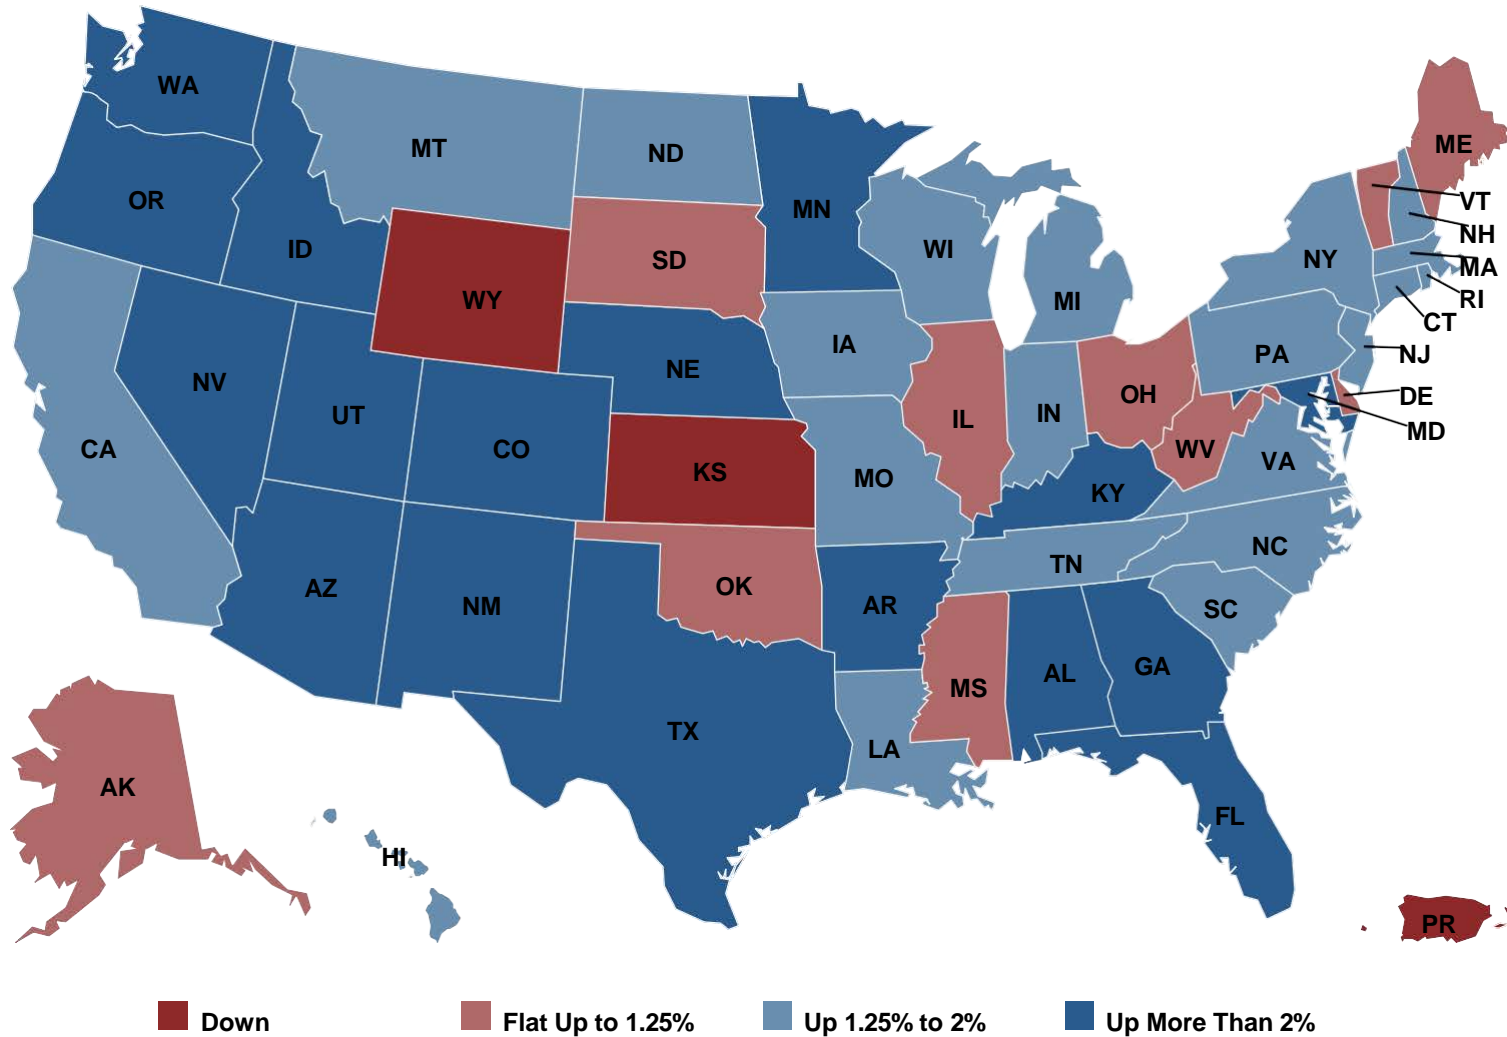 WA
MT
ND
ME
OR
MN
VT
ID
NH
WI
NY
SD
MA
WY
MI
RI
CT
IA
NJ
PA
NE
NV
OH
DE
UT
IN
IL
MD
CO
CA
WV
VA
KS
MO
KY
NC
TN
OK
AZ
AR
NM
SC
GA
AL
MS
TX
LA
AK
FL
HI
PR
Down
Flat Up to 1.25%
Up 1.25% to 2%
Up More Than 2%